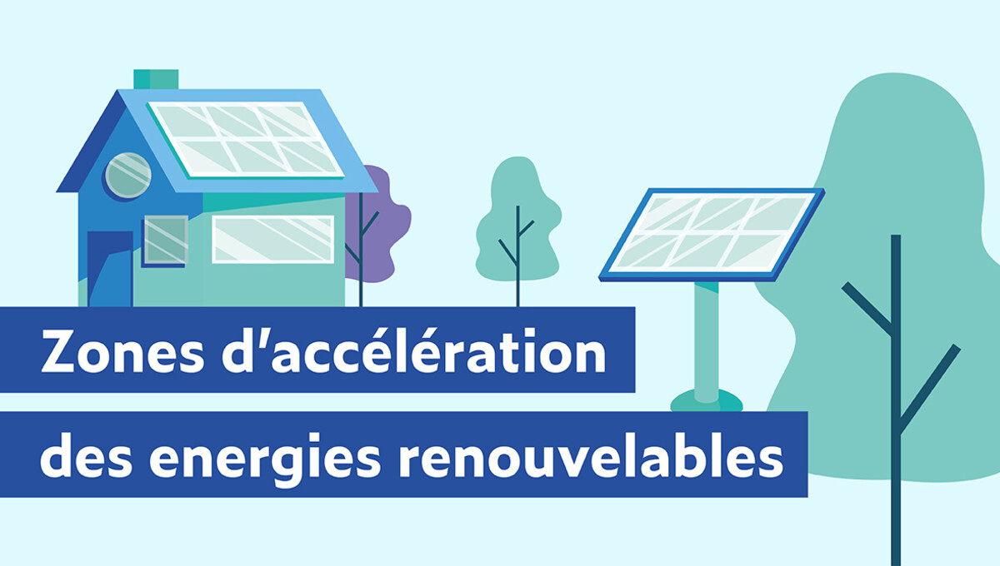 Zones d’accélération
des energies renouvelables